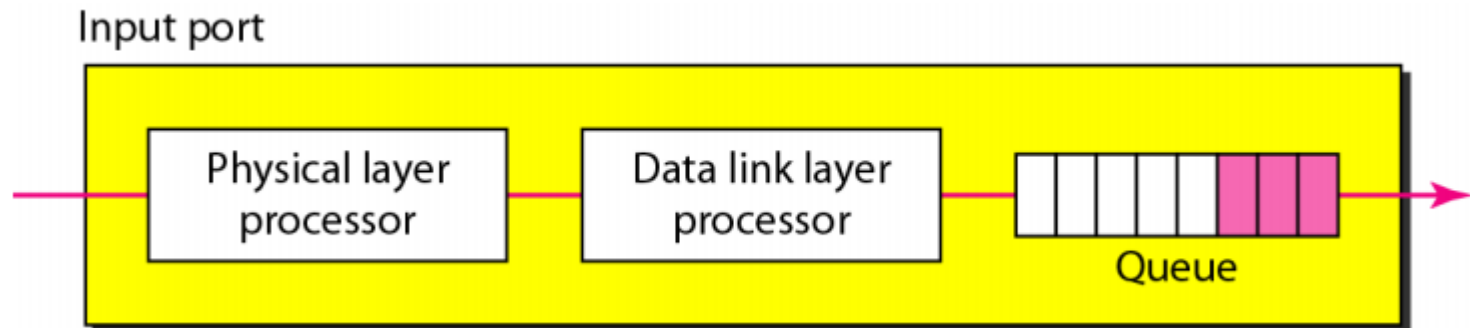 Input port
Physical layer
processor
Data link layer
processor
Queue